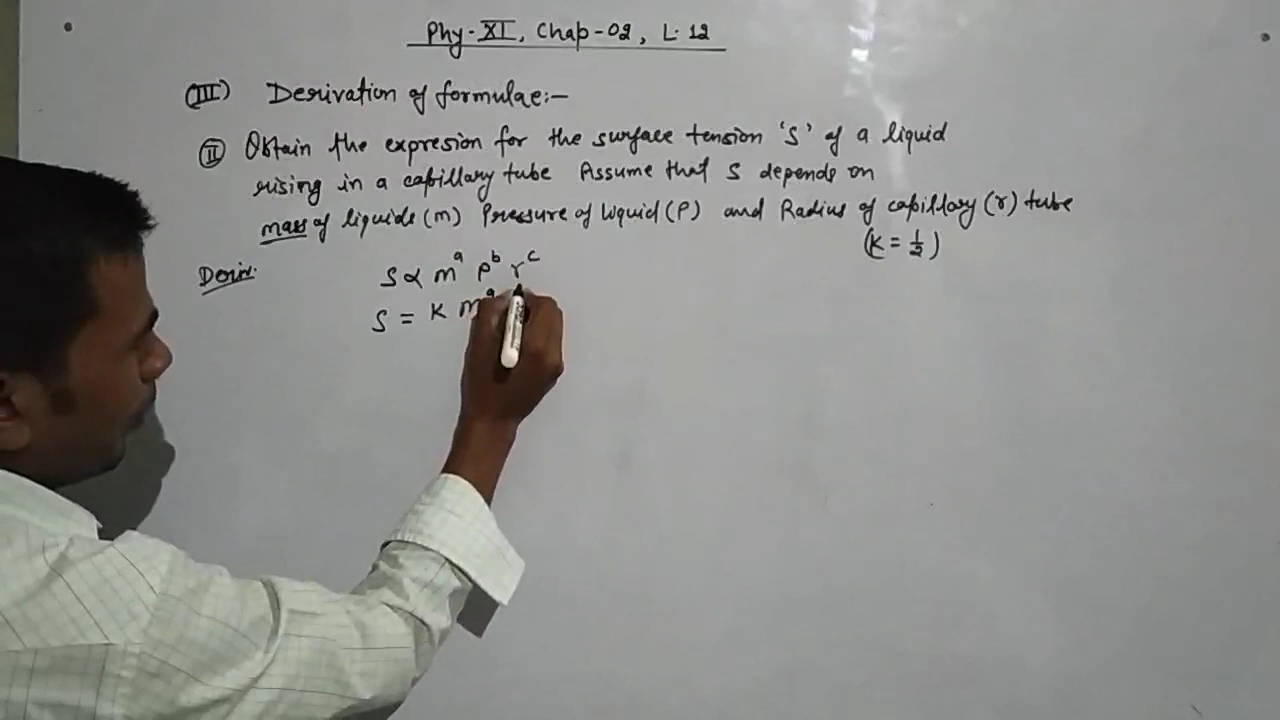 Phy-XI, Chap-02, L.12
(III) Derivation of formulae:-
(II) Obtain the expresion for the surface tension 'S' of a liquid
rising in a capillary tube Assume that S depends on
mass of liquide (m) Pressure of liquid (P) and Radius of capillary (r) tube
(K = 1/2)
Deriv. S ∝ m^a P^b r^c
S = K m^a